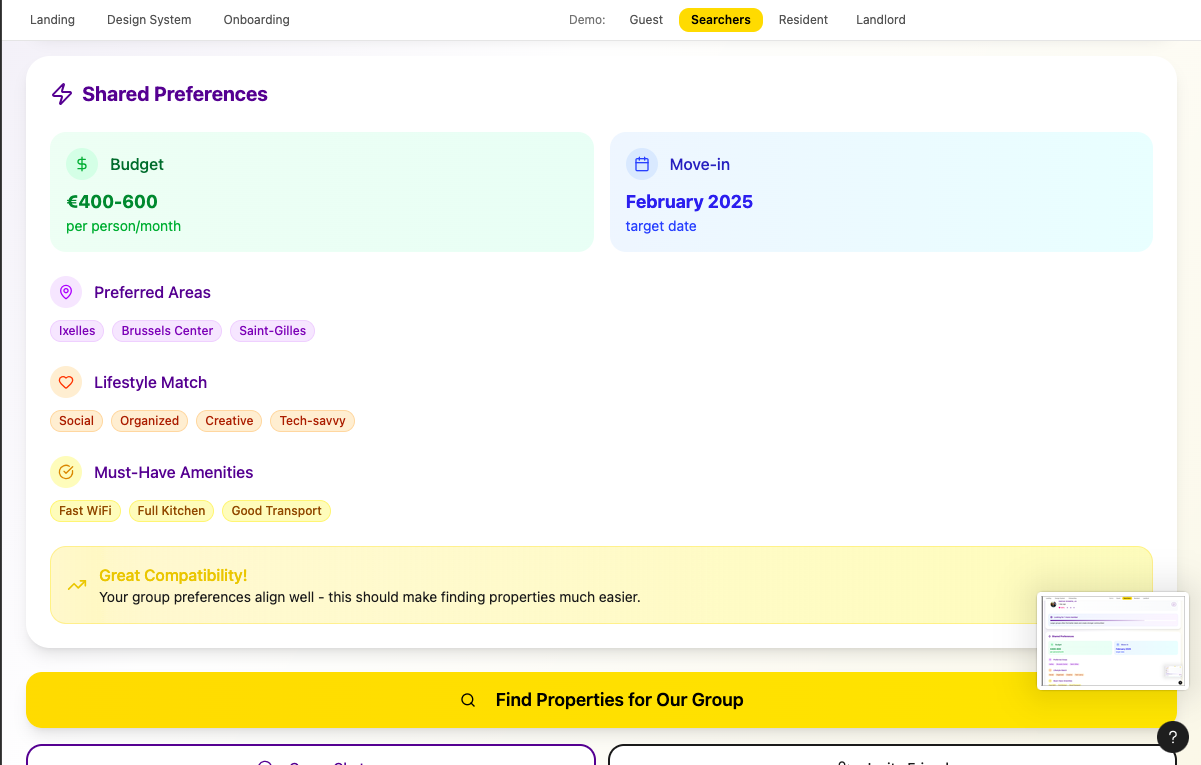 Landing Design System Onboarding Demo: Guest Searchers Resident Landlord
Shared Preferences
Budget
€400-600
per person/month
Move-in
February 2025
target date
Preferred Areas
Ixelles Brussels Center Saint-Gilles
Lifestyle Match
Social Organized Creative Tech-savvy
Must-Have Amenities
Fast WiFi Full Kitchen Good Transport
Great Compatibility!
Your group preferences align well - this should make finding properties much easier.
Find Properties for Our Group
?